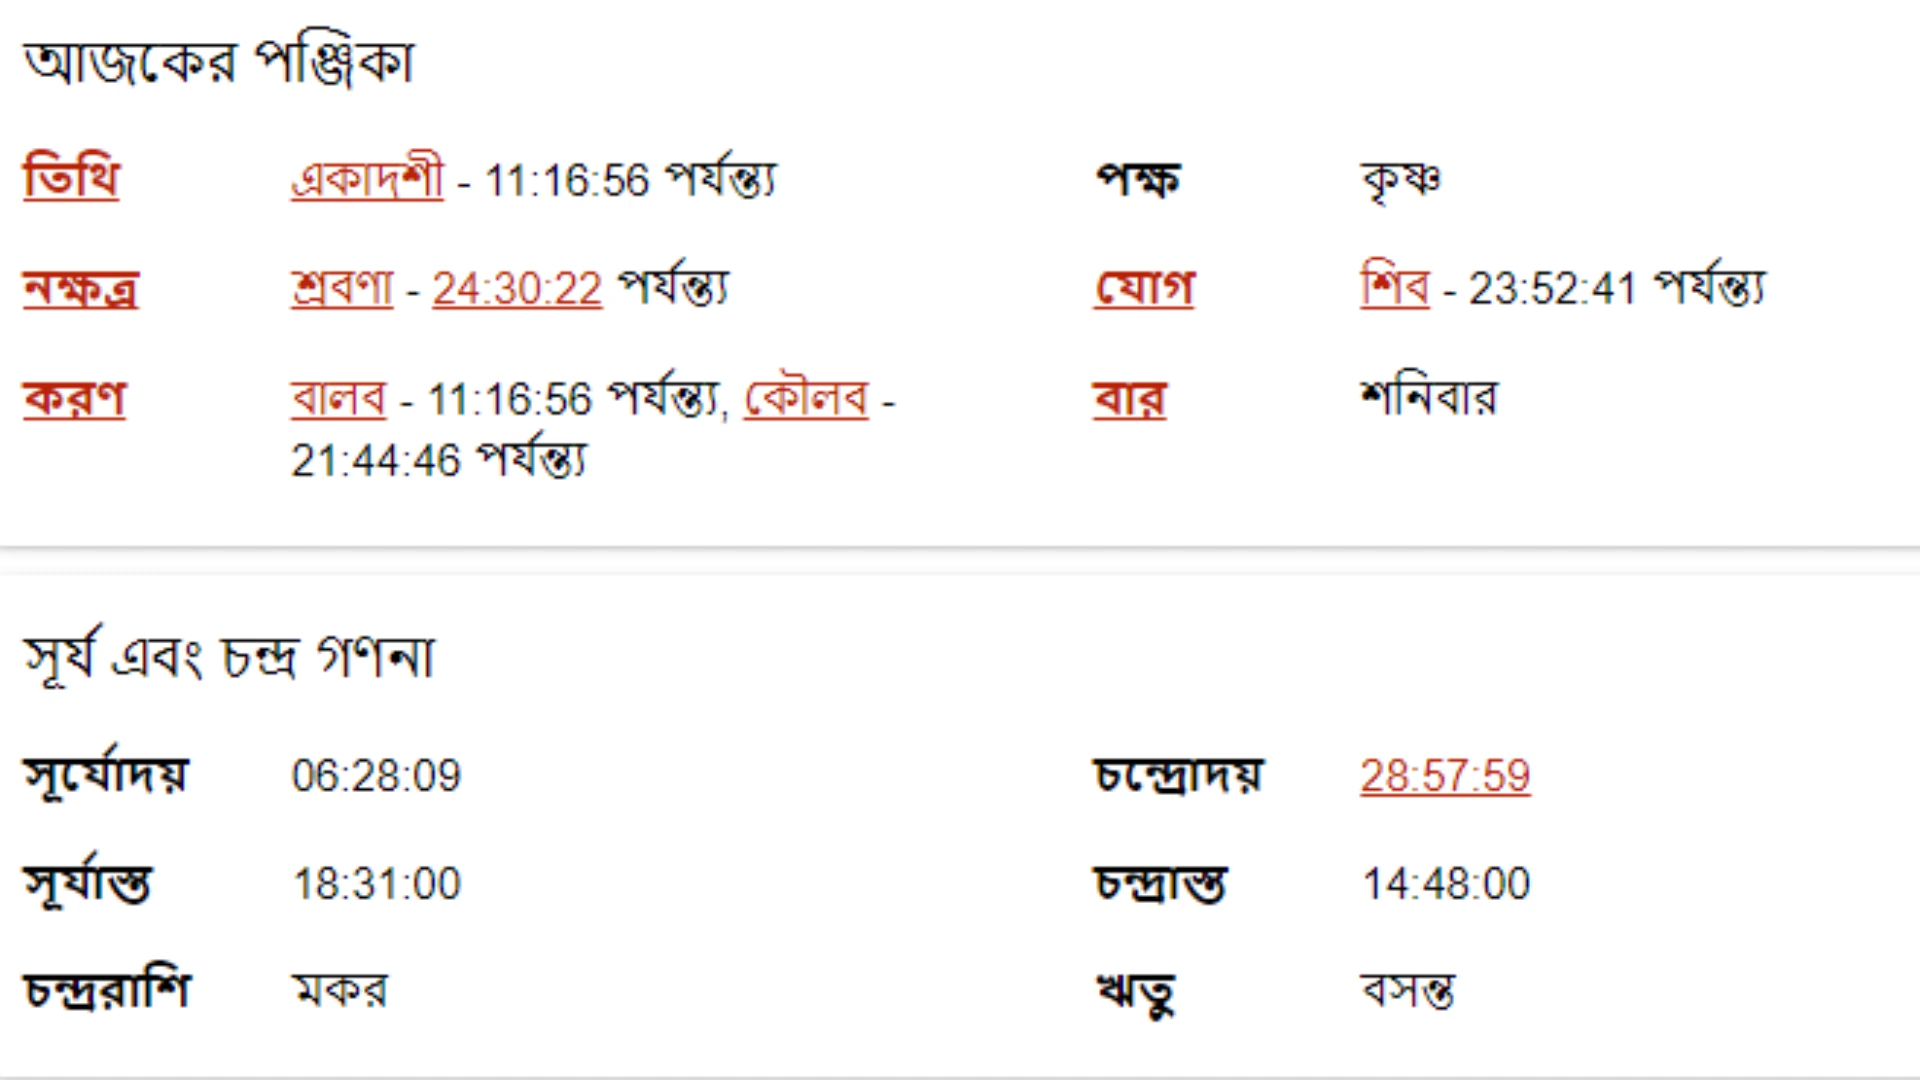 আজকের পঞ্জিকা
তিথি একাদশী - 11:16:56 পর্যন্ত্য পক্ষ কৃষ্ণ
নক্ষত্র শ্রবণা - 24:30:22 পর্যন্ত্য যোগ শিব - 23:52:41 পর্যন্ত্য
করণ বালব - 11:16:56 পর্যন্ত্য, কৌলব - বার শনিবার
21:44:46 পর্যন্ত্য
সূর্য এবং চন্দ্র গণনা
সূর্যোদয় 06:28:09 চন্দ্রোদয় 28:57:59
সূর্যাস্ত 18:31:00 চন্দ্রাস্ত 14:48:00
চন্দ্ররাশি মকর ঋতু বসন্ত